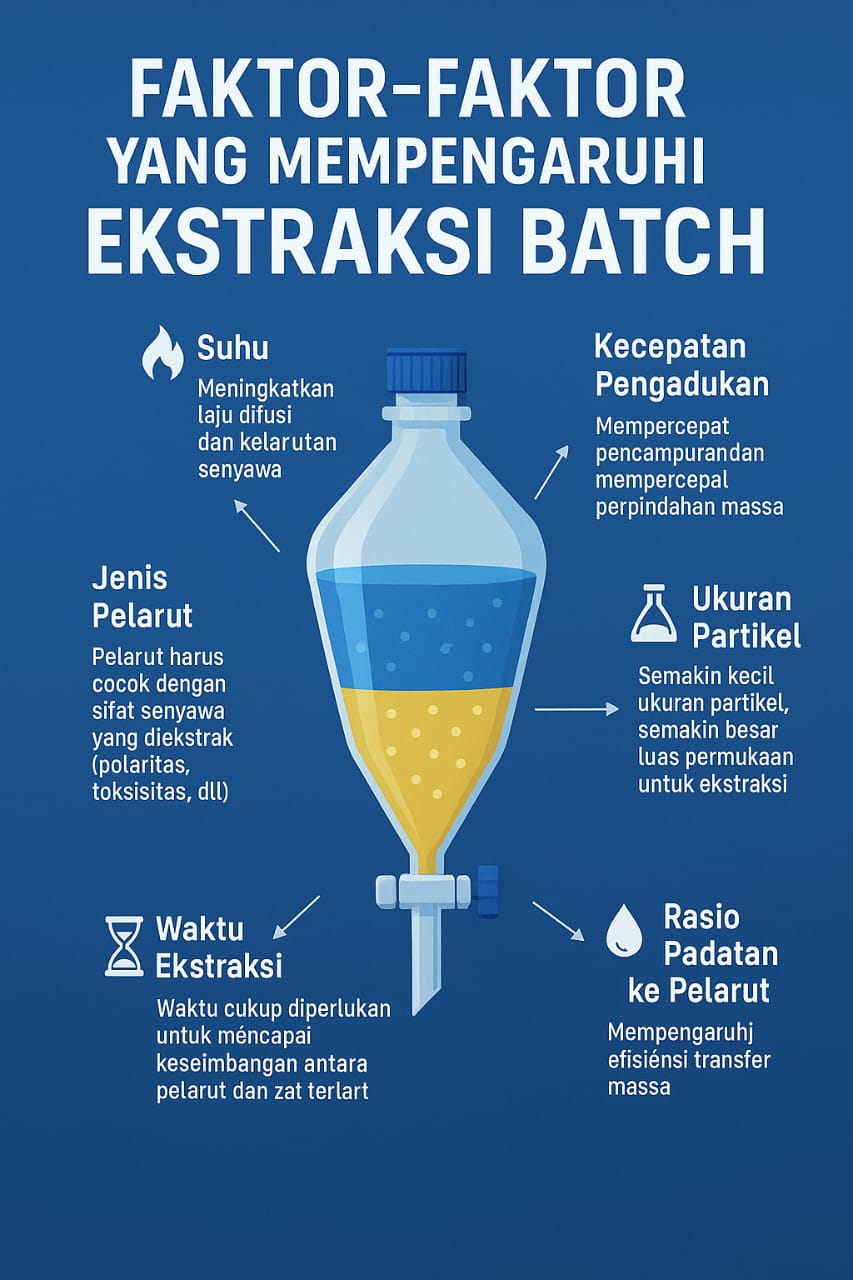 FAKTOR-FAKTOR
YANG MEMPENGARUHI
EKSTRAKSI BATCH
Suhu
Meningkatkan
laju difusi
dan kelarutan
senyawa
Kecepatan
Pengadukan
Mempercepat
pencampurandan
mempercepal
perpindahan massa
Jenis
Pelarut
Pelarut harus
cocok dengan
sifat senyawa
yang diekstrak
(polaritas,
toksisitas, dll)
Ukuran
Partikel
Semakin kecil
ukuran partikel,
semakin besar
luas permukaan
untuk ekstraksi
Waktu
Ekstraksi
Waktu cukup diperlukan
untuk méncapai
keseimbangan antara
pelarut dan zat terlart
Rasio
Padatan
ke Pelarut
Mempengaruhj
efisiénsi transfer
massa